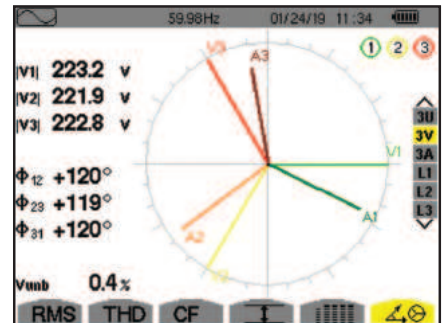 59.98Hz 01/24/19 11:34
1 2 3
|V1| 223.2 v
|V2| 221.9 v
|V3| 222.8 v
Φ12 +120°
Φ23 +119°
Φ31 +120°
Vunb 0.4%
V3
A3
V1
A1
A2
V2
3U
3V
3A
L1
L2
L3
RMS THD CF